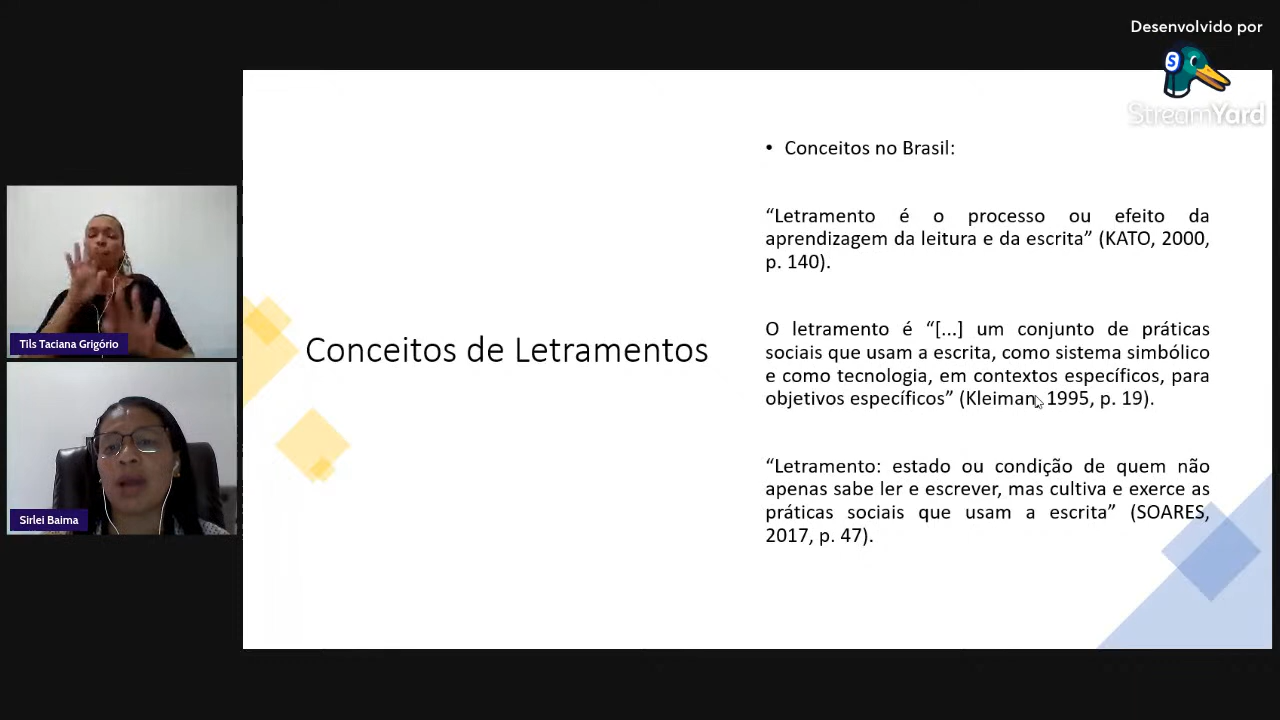 Desenvolvido por
StreamYard
Conceitos de Letramentos
• Conceitos no Brasil:
“Letramento é o processo ou efeito da
aprendizagem da leitura e da escrita” (KATO, 2000,
p. 140).
O letramento é “[...] um conjunto de práticas
sociais que usam a escrita, como sistema simbólico
e como tecnologia, em contextos específicos, para
objetivos específicos” (Kleiman, 1995, p. 19).
“Letramento: estado ou condição de quem não
apenas sabe ler e escrever, mas cultiva e exerce as
práticas sociais que usam a escrita” (SOARES,
2017, p. 47).
Tils Taciana Grigório
Sirlei Baima